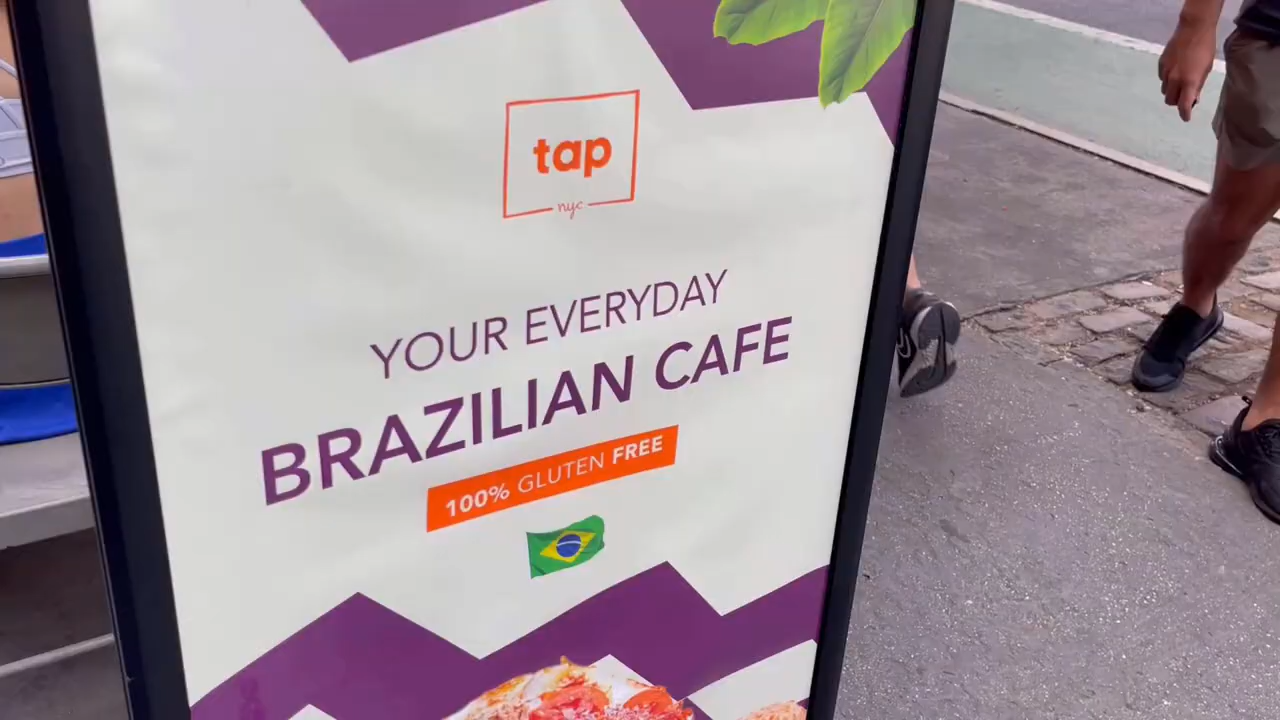 tap
nyc
YOUR EVERYDAY
BRAZILIAN CAFE
100% GLUTEN FREE